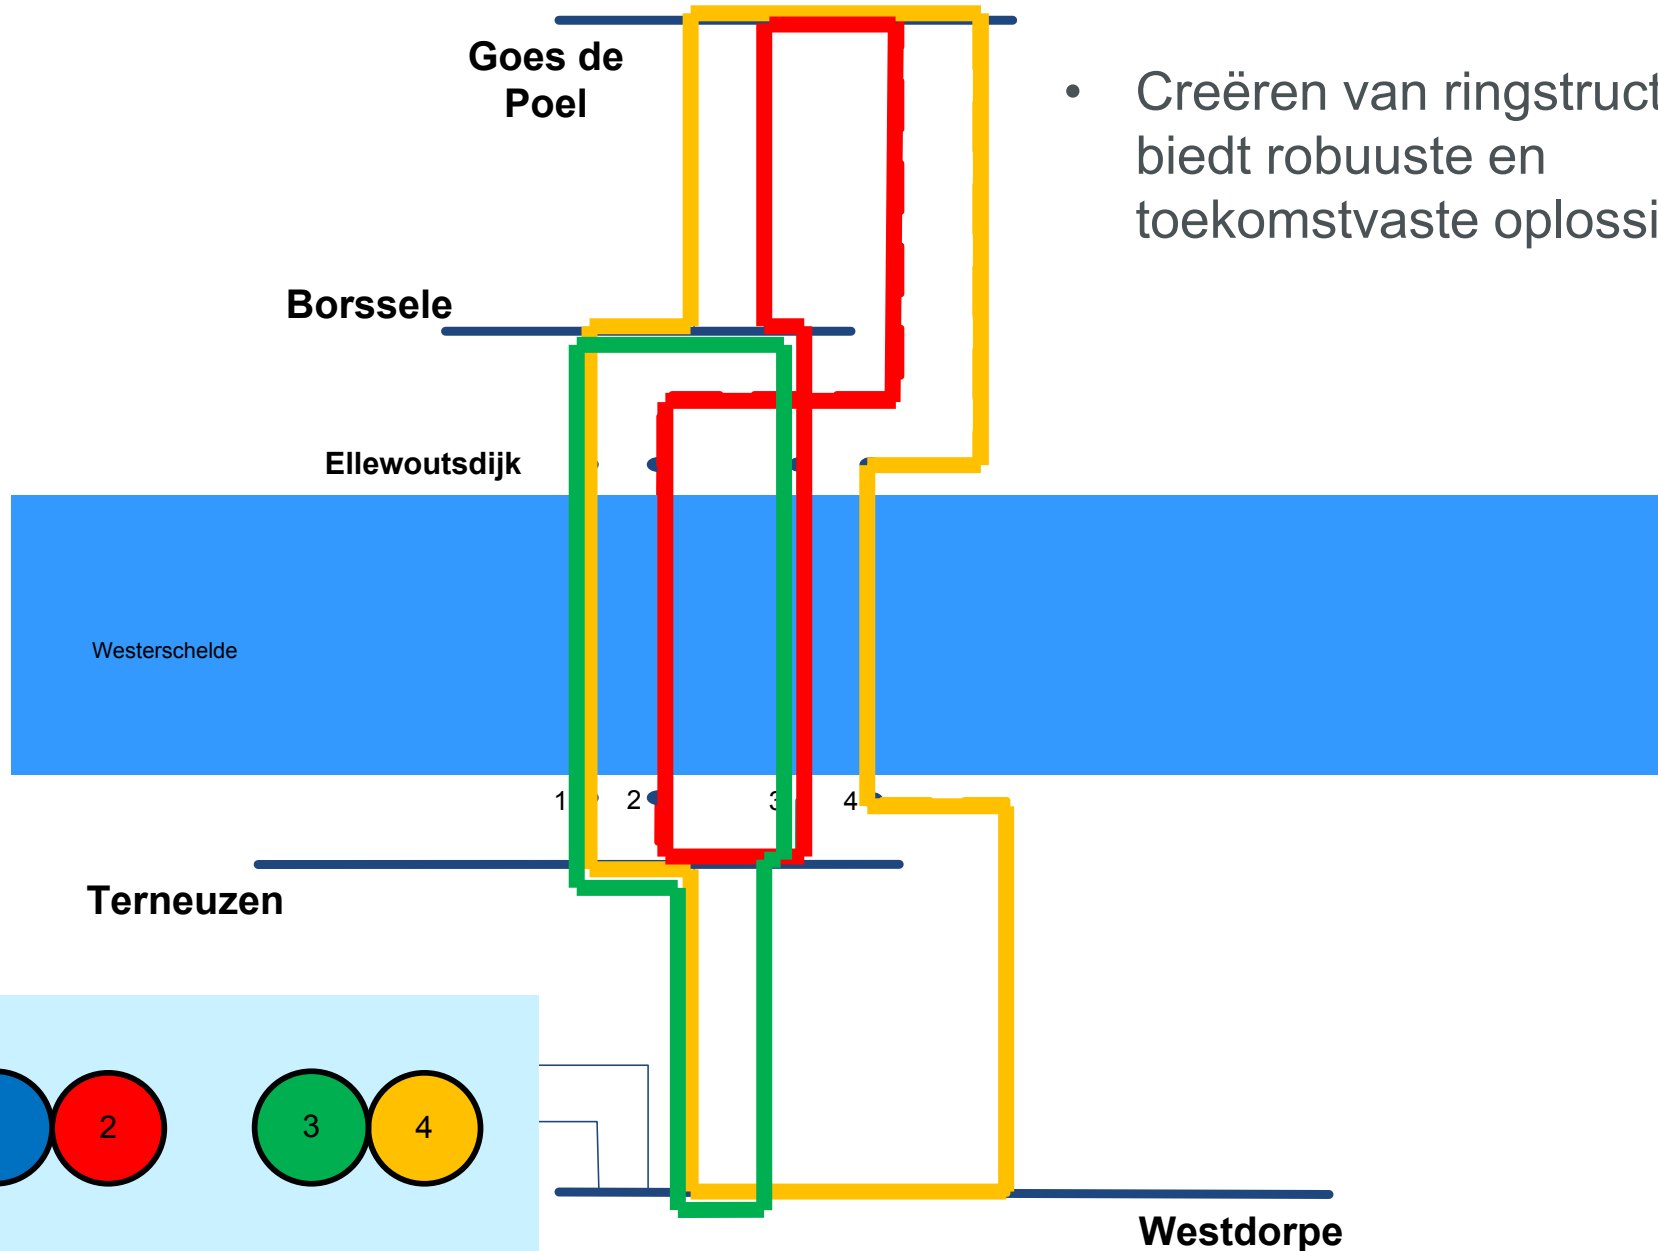 Goes de
Poel
• Creëren van ringstruct
biedt robuuste en
toekomstvaste oplossi
Borssele
Ellewoutsdijk
Westerschelde
1 2 3 4
Terneuzen
2 3 4
Westdorpe